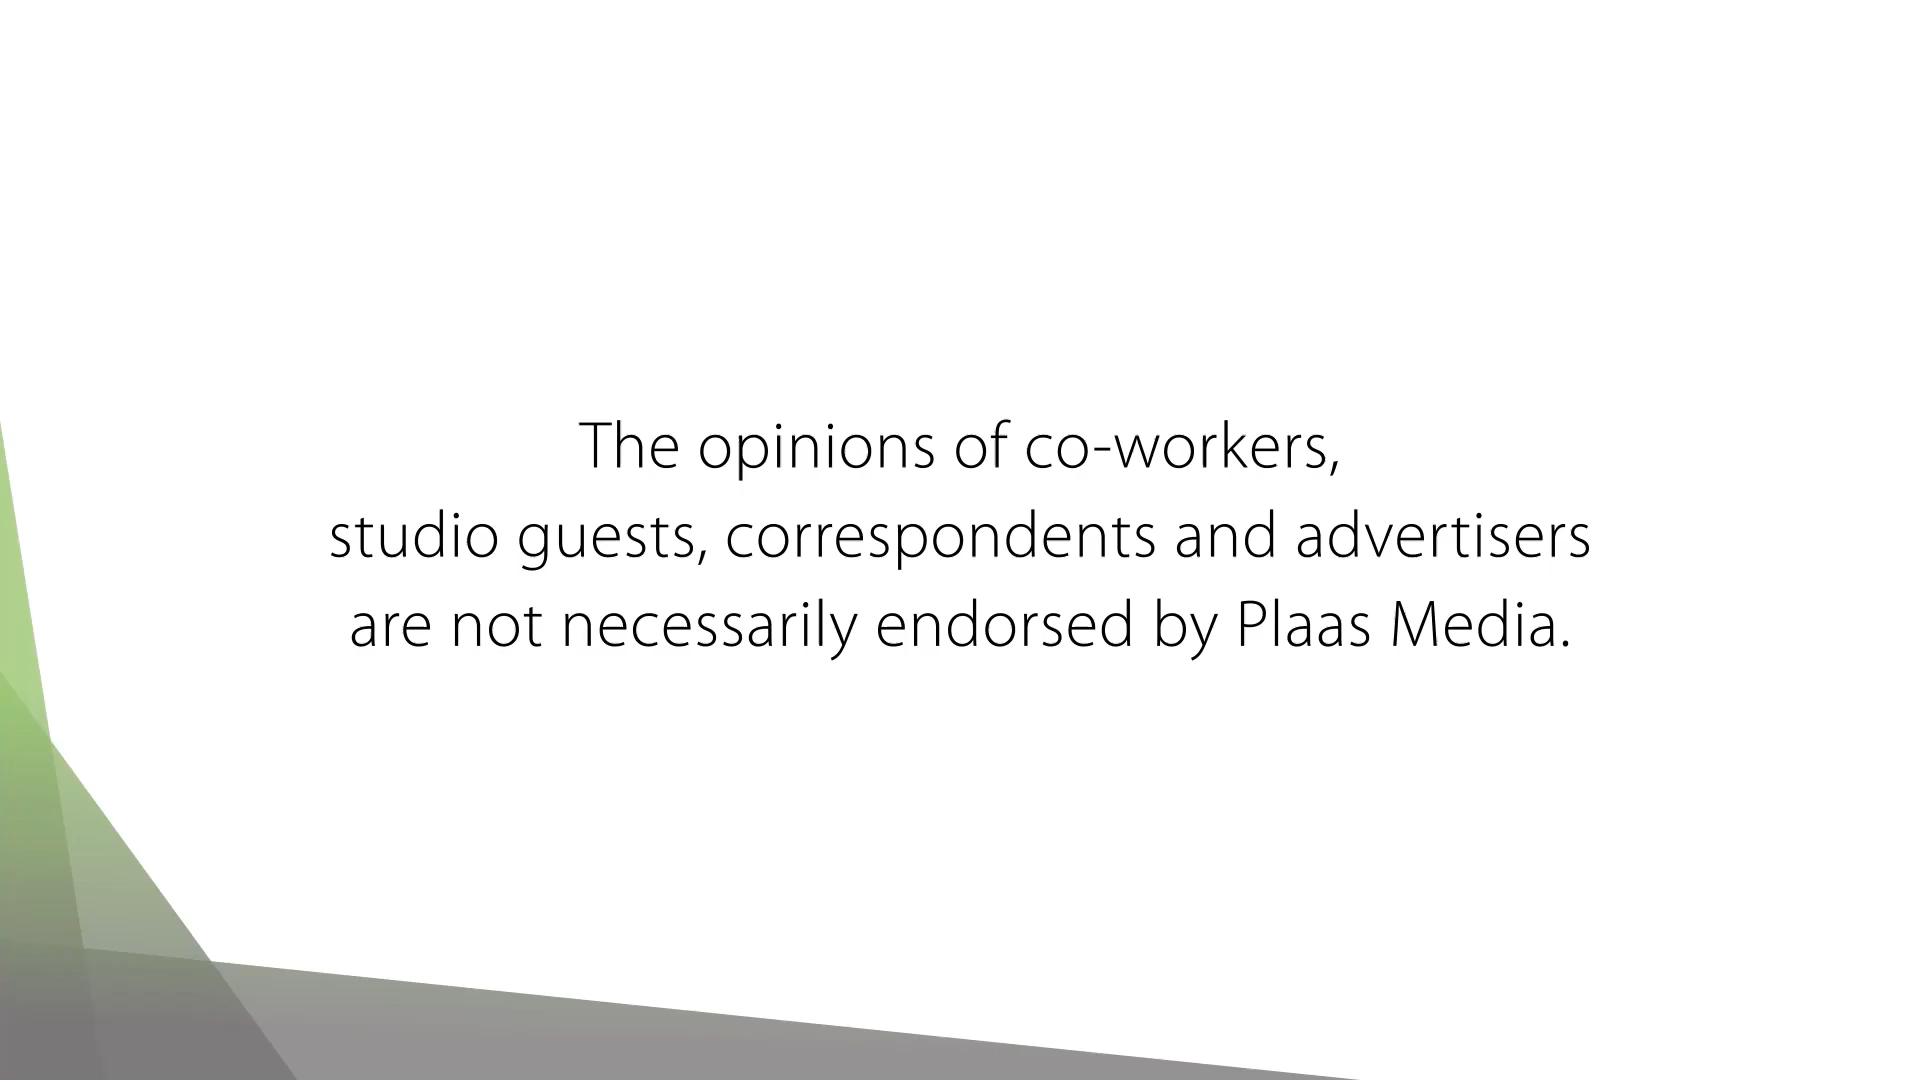 The opinions of co-workers,
studio guests, correspondents and advertisers
are not necessarily endorsed by Plaas Media.